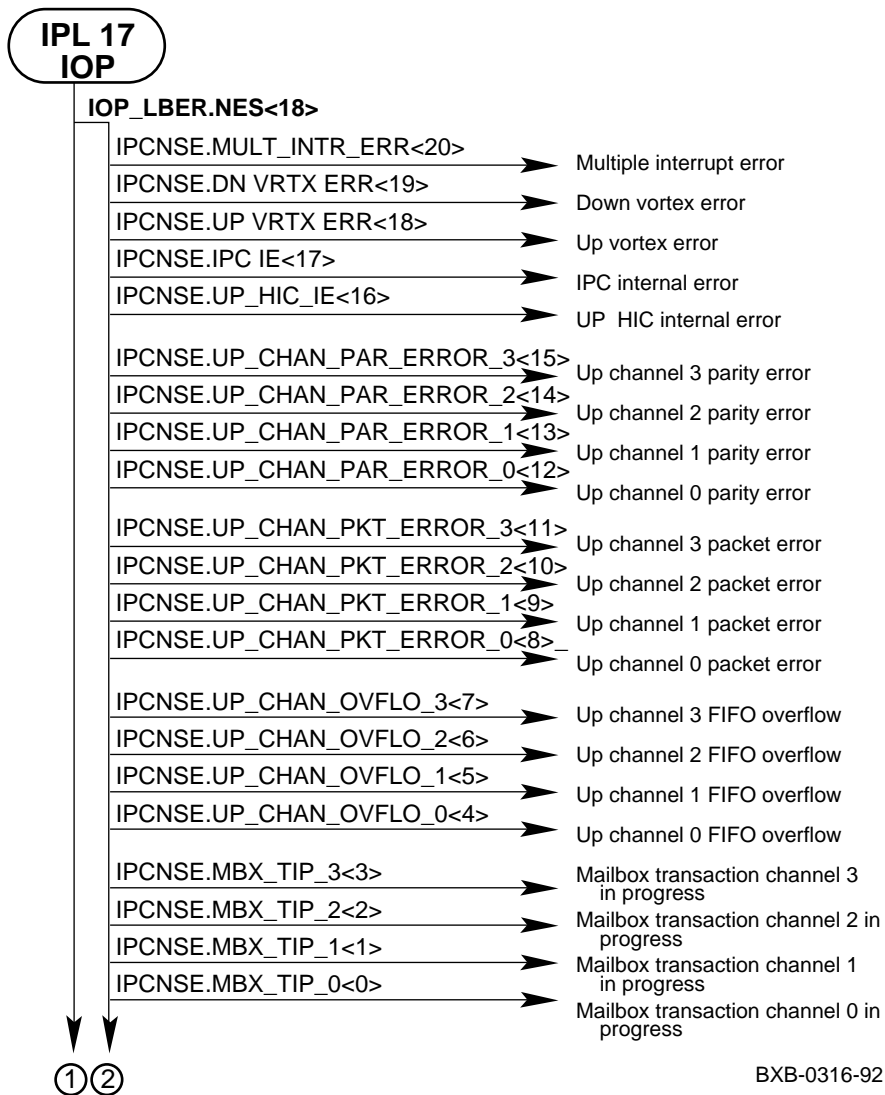 IPL 17
IOP
IOP_LBER.NES<18>
IPCNSE.MULT_INTR_ERR<20>
Multiple interrupt error
IPCNSE.DN VRTX ERR<19>
Down vortex error
IPCNSE.UP VRTX ERR<18>
Up vortex error
IPCNSE.IPC IE<17>
IPC internal error
IPCNSE.UP_HIC_IE<16>
UP HIC internal error
IPCNSE.UP_CHAN_PAR_ERROR_3<15>
Up channel 3 parity error
IPCNSE.UP_CHAN_PAR_ERROR_2<14>
Up channel 2 parity error
IPCNSE.UP_CHAN_PAR_ERROR_1<13>
Up channel 1 parity error
IPCNSE.UP_CHAN_PAR_ERROR_0<12>
Up channel 0 parity error
IPCNSE.UP_CHAN_PKT_ERROR_3<11>
Up channel 3 packet error
IPCNSE.UP_CHAN_PKT_ERROR_2<10>
Up channel 2 packet error
IPCNSE.UP_CHAN_PKT_ERROR_1<9>
Up channel 1 packet error
IPCNSE.UP_CHAN_PKT_ERROR_0<8>_
Up channel 0 packet error
IPCNSE.UP_CHAN_OVFLO_3<7>
Up channel 3 FIFO overflow
IPCNSE.UP_CHAN_OVFLO_2<6>
Up channel 2 FIFO overflow
IPCNSE.UP_CHAN_OVFLO_1<5>
Up channel 1 FIFO overflow
IPCNSE.UP_CHAN_OVFLO_0<4>
Up channel 0 FIFO overflow
IPCNSE.MBX_TIP_3<3>
Mailbox transaction channel 3
in progress
IPCNSE.MBX_TIP_2<2>
Mailbox transaction channel 2 in
progress
IPCNSE.MBX_TIP_1<1>
Mailbox transaction channel 1
in progress
IPCNSE.MBX_TIP_0<0>
Mailbox transaction channel 0 in
progress
1 2
BXB-0316-92